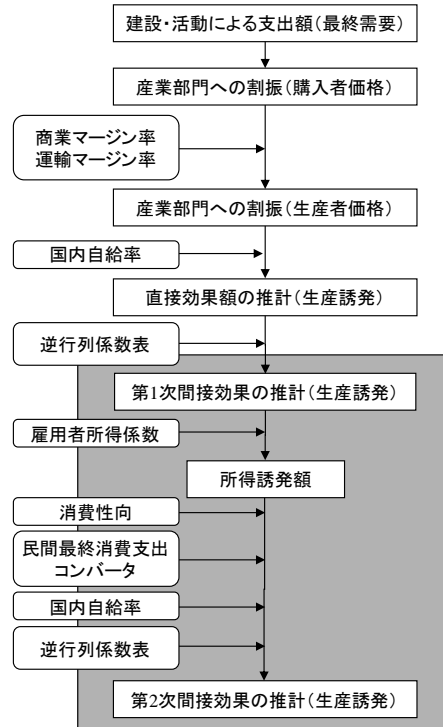 建設・活動による支出額(最終需要)
産業部門への割振(購入者価格)
商業マージン率
運輸マージン率
産業部門への割振(生産者価格)
国内自給率
直接効果額の推計(生産誘発)
逆行列係数表
第1次間接効果の推計(生産誘発)
雇用者所得係数
所得誘発額
消費性向
民間最終消費支出
コンバータ
国内自給率
逆行列係数表
第2次間接効果の推計(生産誘発)